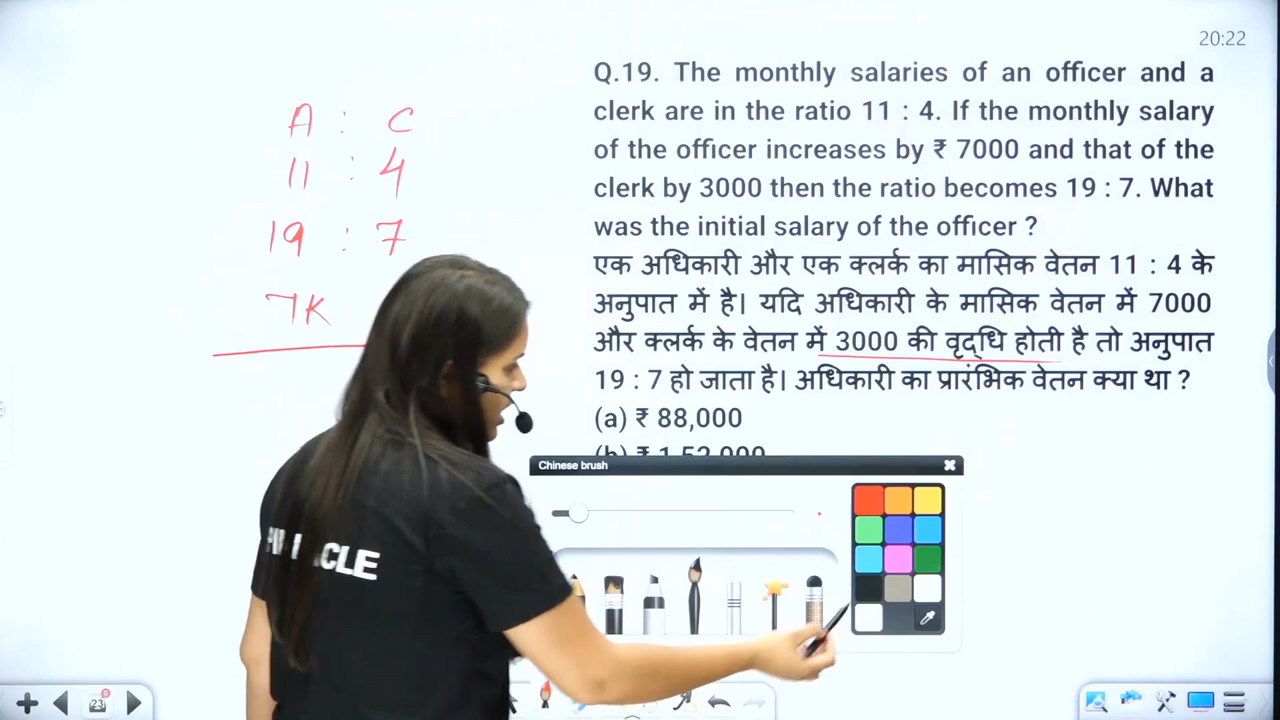 20:22
Q.19. The monthly salaries of an officer and a
clerk are in the ratio 11 : 4. If the monthly salary
of the officer increases by ₹ 7000 and that of the
clerk by 3000 then the ratio becomes 19 : 7. What
was the initial salary of the officer ?
एक अधिकारी और एक क्लर्क का मासिक वेतन 11 : 4 के
अनुपात में है। यदि अधिकारी के मासिक वेतन में 7000
और क्लर्क के वेतन में 3000 की वृद्धि होती है तो अनुपात
19 : 7 हो जाता है। अधिकारी का प्रारंभिक वेतन क्या था ?
(a) ₹ 88,000
(b) ₹ 1,52,000
A : C
11 : 4
19 : 7
7K
Chinese brush
23